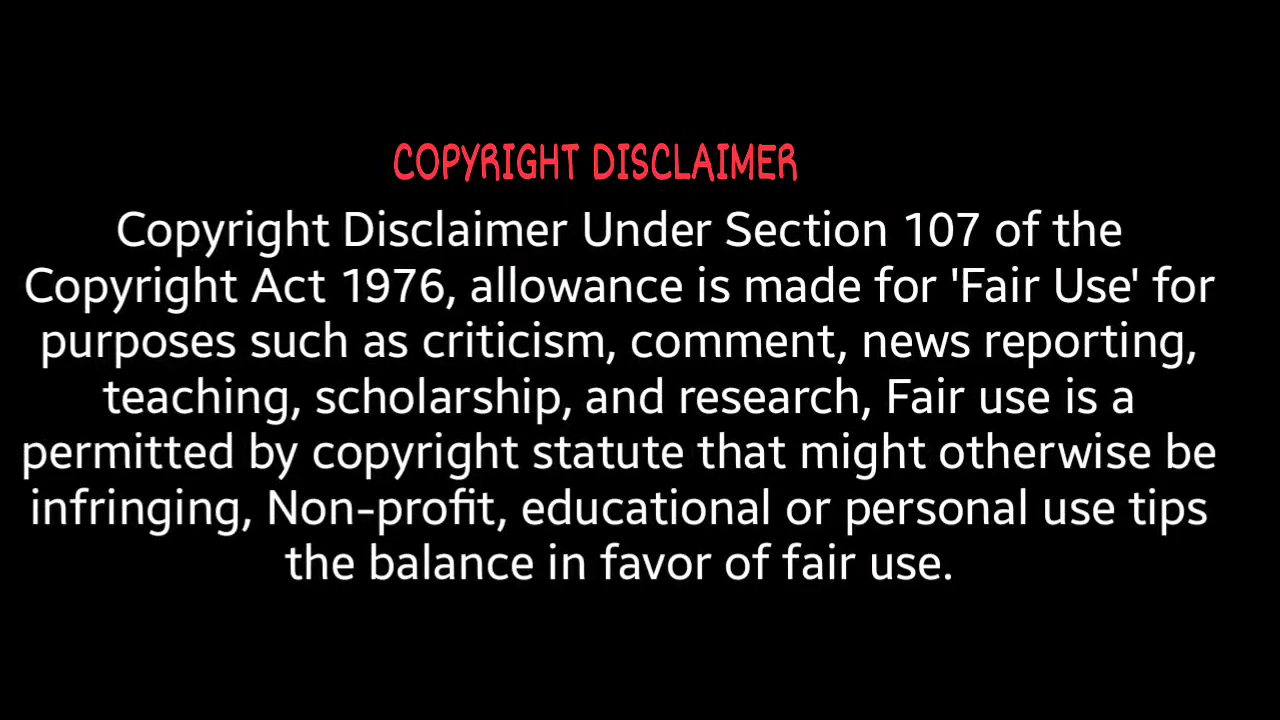 COPYRIGHT DISCLAIMER
Copyright Disclaimer Under Section 107 of the
Copyright Act 1976, allowance is made for 'Fair Use' for
purposes such as criticism, comment, news reporting,
teaching, scholarship, and research, Fair use is a
permitted by copyright statute that might otherwise be
infringing, Non-profit, educational or personal use tips
the balance in favor of fair use.